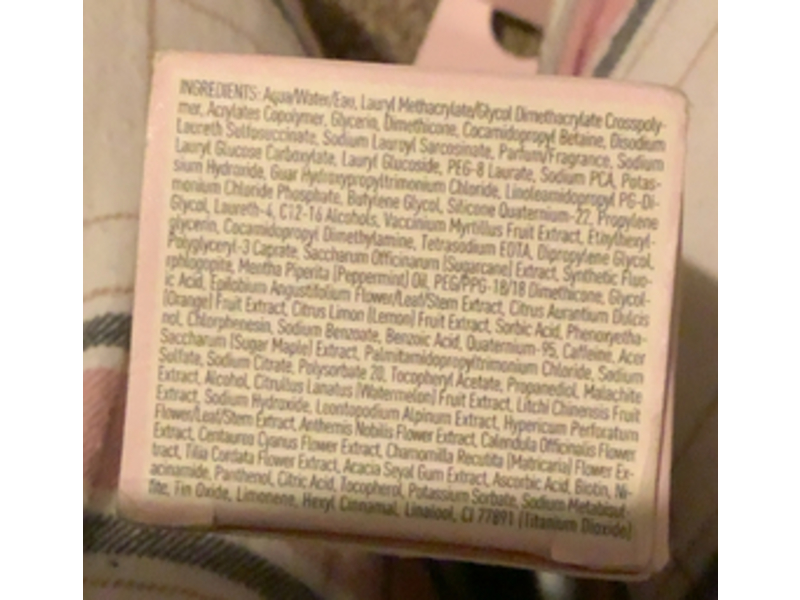 INGREDIENTS: Aqua/Water/Eau, Lauryl Methacrylate/Glycol Dimethacrylate Crosspoly-
mer, Acrylates Copolymer, Glycerin, Dimethicone, Cocamidopropyl Betaine, Disodium
Laureth Sulfosuccinate, Sodium Lauroyl Sarcosinate, Parfum/Fragrance, Sodium
Lauryl Glucose Carboxylate, Lauryl Glucoside, PEG-8 Laurate, Sodium PCA, Potas-
sium Hydroxide, Guar Hydroxypropyltrimonium Chloride, Linoleamidopropyl PG-Di-
monium Chloride Phosphate, Butylene Glycol, Silicone Quaternium-22, Propylene
Glycol, Laureth-4, C12-16 Alcohols, Vaccinium Myrtillus Fruit Extract, Ethylhexyl-
glycerin, Cocamidopropyl Dimethylamine, Tetrasodium EDTA, Dipropylene Glycol,
Polyglyceryl-3 Caprate, Saccharum Officinarum (Sugarcane) Extract, Synthetic Fluo-
rphlogopite, Mentha Piperita (Peppermint) Oil, PEG/PPG-18/18 Dimethicone, Glycol-
ic Acid, Epilobium Angustifolium Flower/Leaf/Stem Extract, Citrus Aurantium Dulcis
(Orange) Fruit Extract, Citrus Limon (Lemon) Fruit Extract, Sorbic Acid, Phenoxyetha-
nol, Chlorphenesin, Sodium Benzoate, Benzoic Acid, Quaternium-95, Caffeine, Acer
Saccharum (Sugar Maple) Extract, Palmitamidopropyltrimonium Chloride, Sodium
Sulfate, Sodium Citrate, Polysorbate 20, Tocopheryl Acetate, Propanediol, Malachite
Extract, Alcohol, Citrullus Lanatus (Watermelon) Fruit Extract, Litchi Chinensis Fruit
Extract, Sodium Hydroxide, Leontopodium Alpinum Extract, Hypericum Perforatum
Flower/Leaf/Stem Extract, Anthemis Nobilis Flower Extract, Calendula Officinalis Flower
Extract, Centaurea Cyanus Flower Extract, Chamomilla Recutita (Matricaria) Flower Ex-
tract, Tilia Cordata Flower Extract, Acacia Seyal Gum Extract, Ascorbic Acid, Biotin, Ni-
acinamide, Panthenol, Citric Acid, Tocopherol, Potassium Sorbate, Sodium Metabisul-
fite, Tin Oxide, Limonene, Hexyl Cinnamal, Linalool, CI 77891 (Titanium Dioxide)